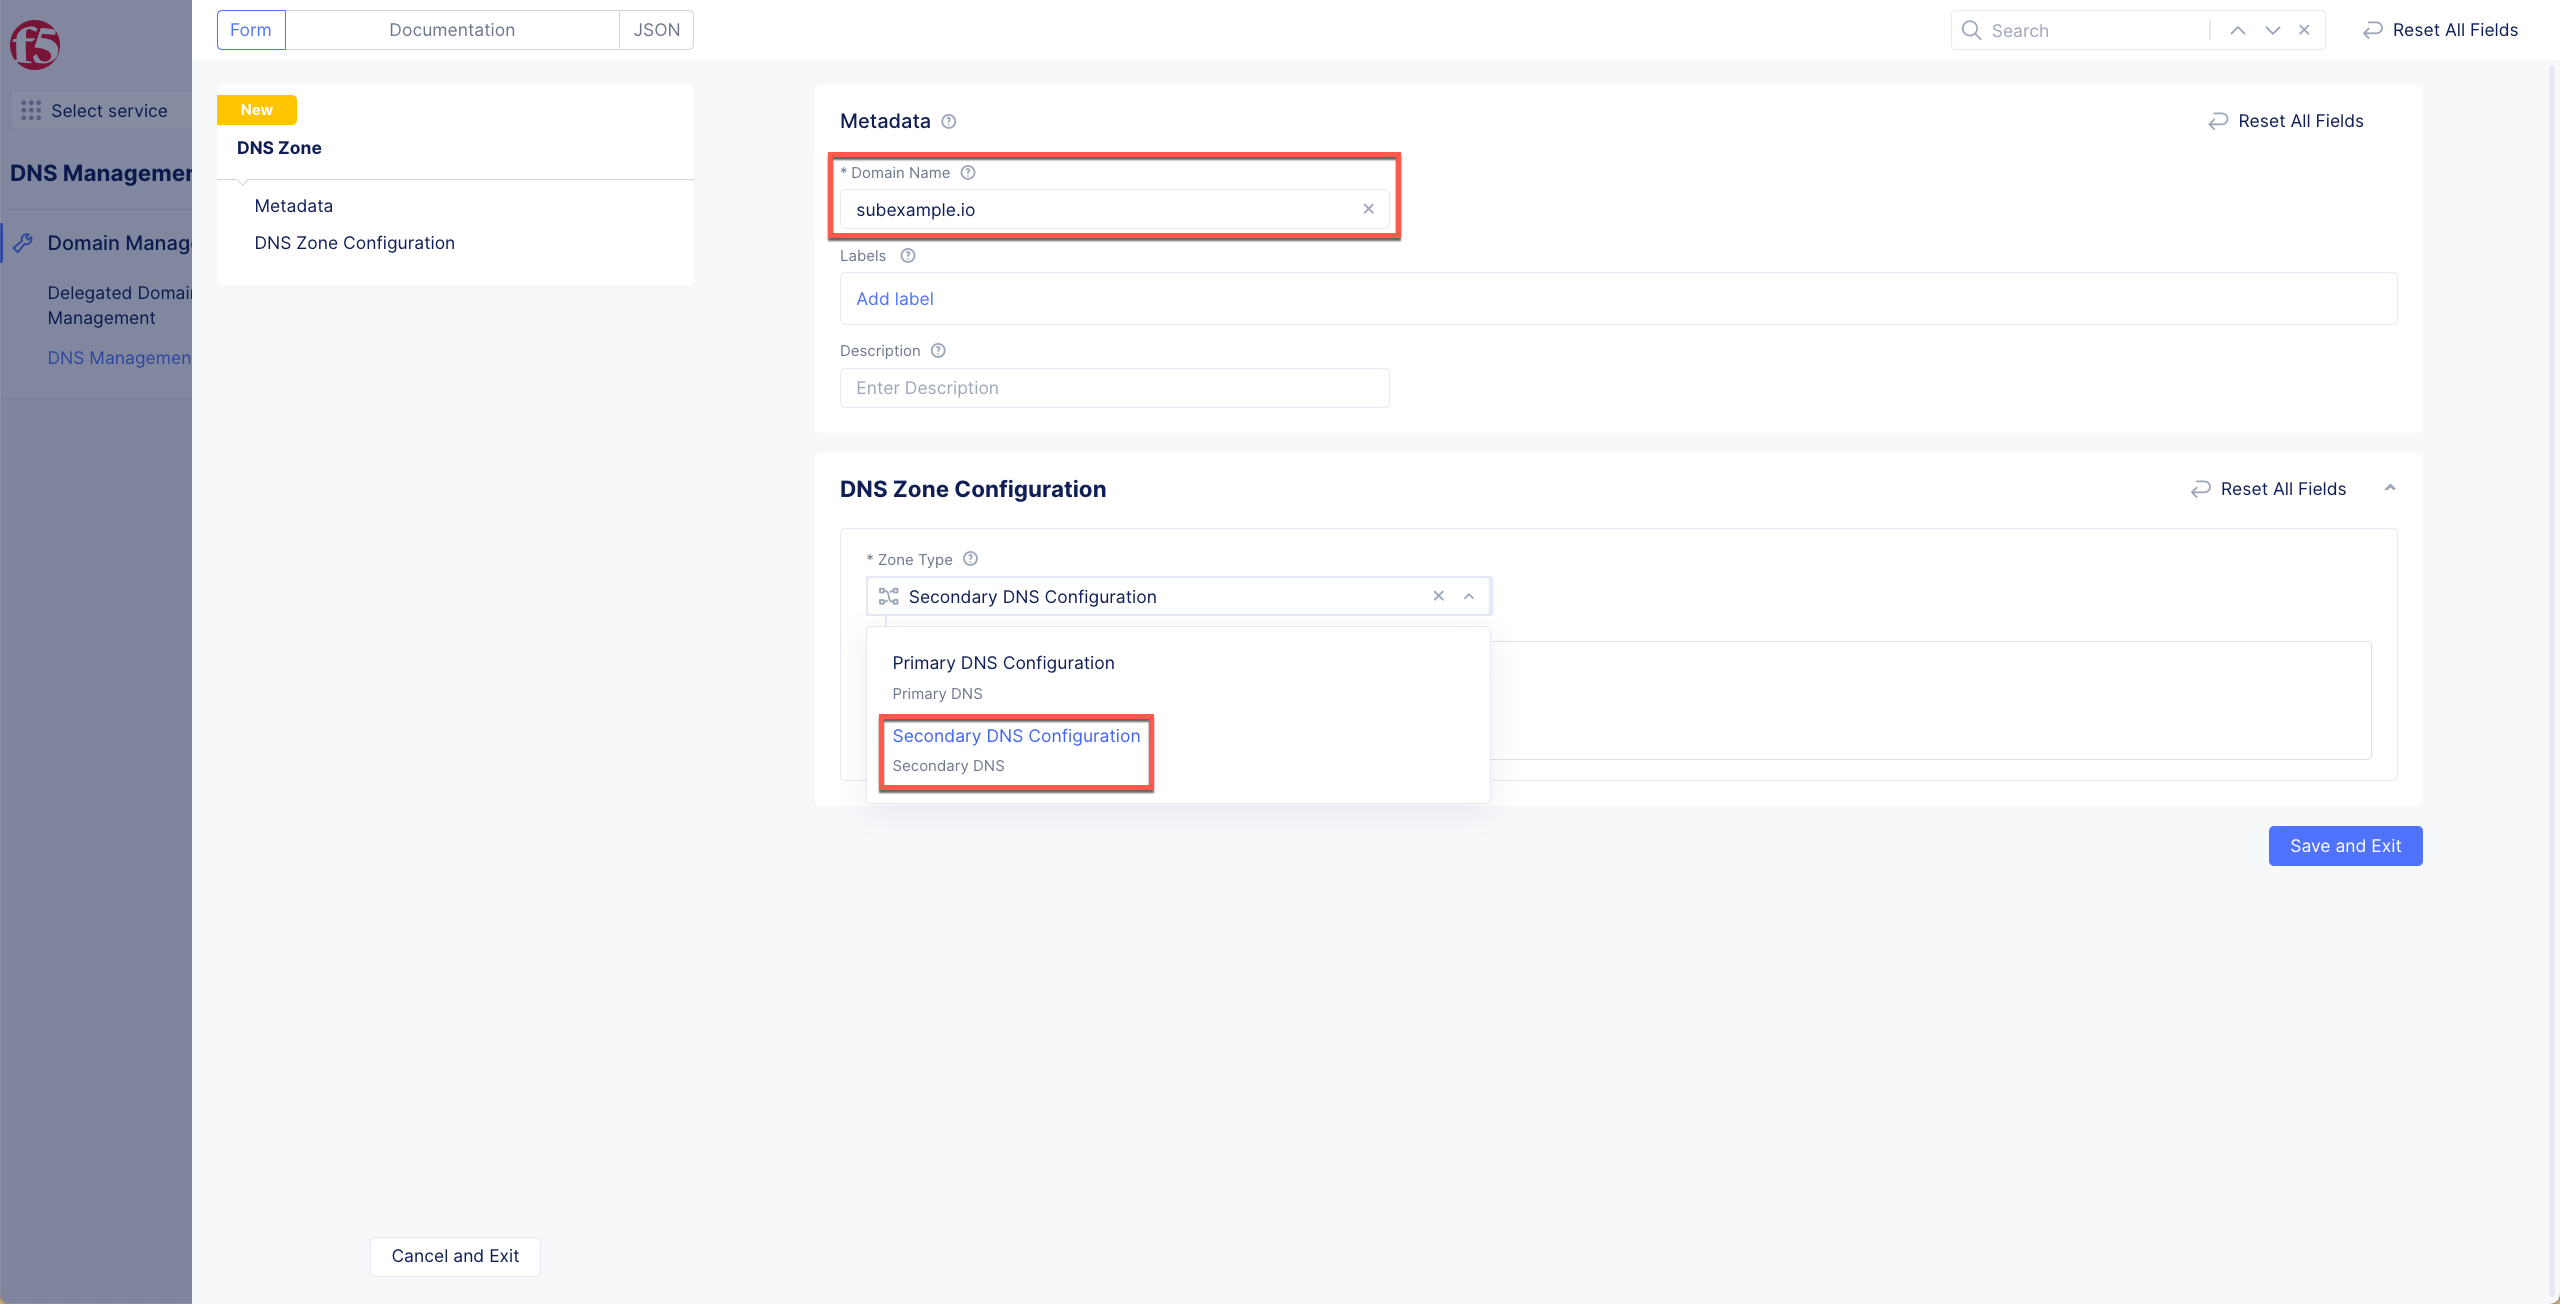 Form
Documentation
JSON
Search
Reset All Fields
f5
Select service
DNS Managemen
Domain Manag
Delegated Domai
Management
DNS Managemen
New
DNS Zone
Metadata
DNS Zone Configuration
Metadata
Reset All Fields
* Domain Name
subexample.io
Labels
Add label
Description
Enter Description
DNS Zone Configuration
Reset All Fields
* Zone Type
Secondary DNS Configuration
Primary DNS Configuration
Primary DNS
Secondary DNS Configuration
Secondary DNS
Save and Exit
Cancel and Exit